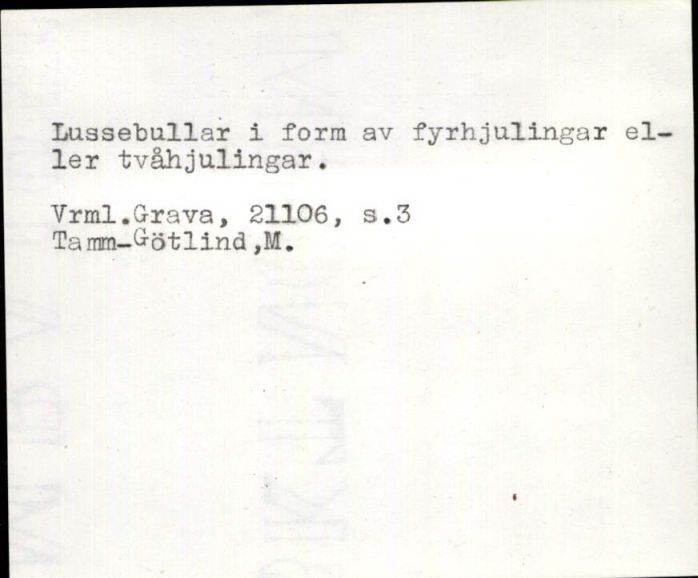 Lussebullar i form av fyrhjulingar el-
ler tvåhjulingar.
Vrml.Grava, 21106, s.3
Tamm-Götlind,M.